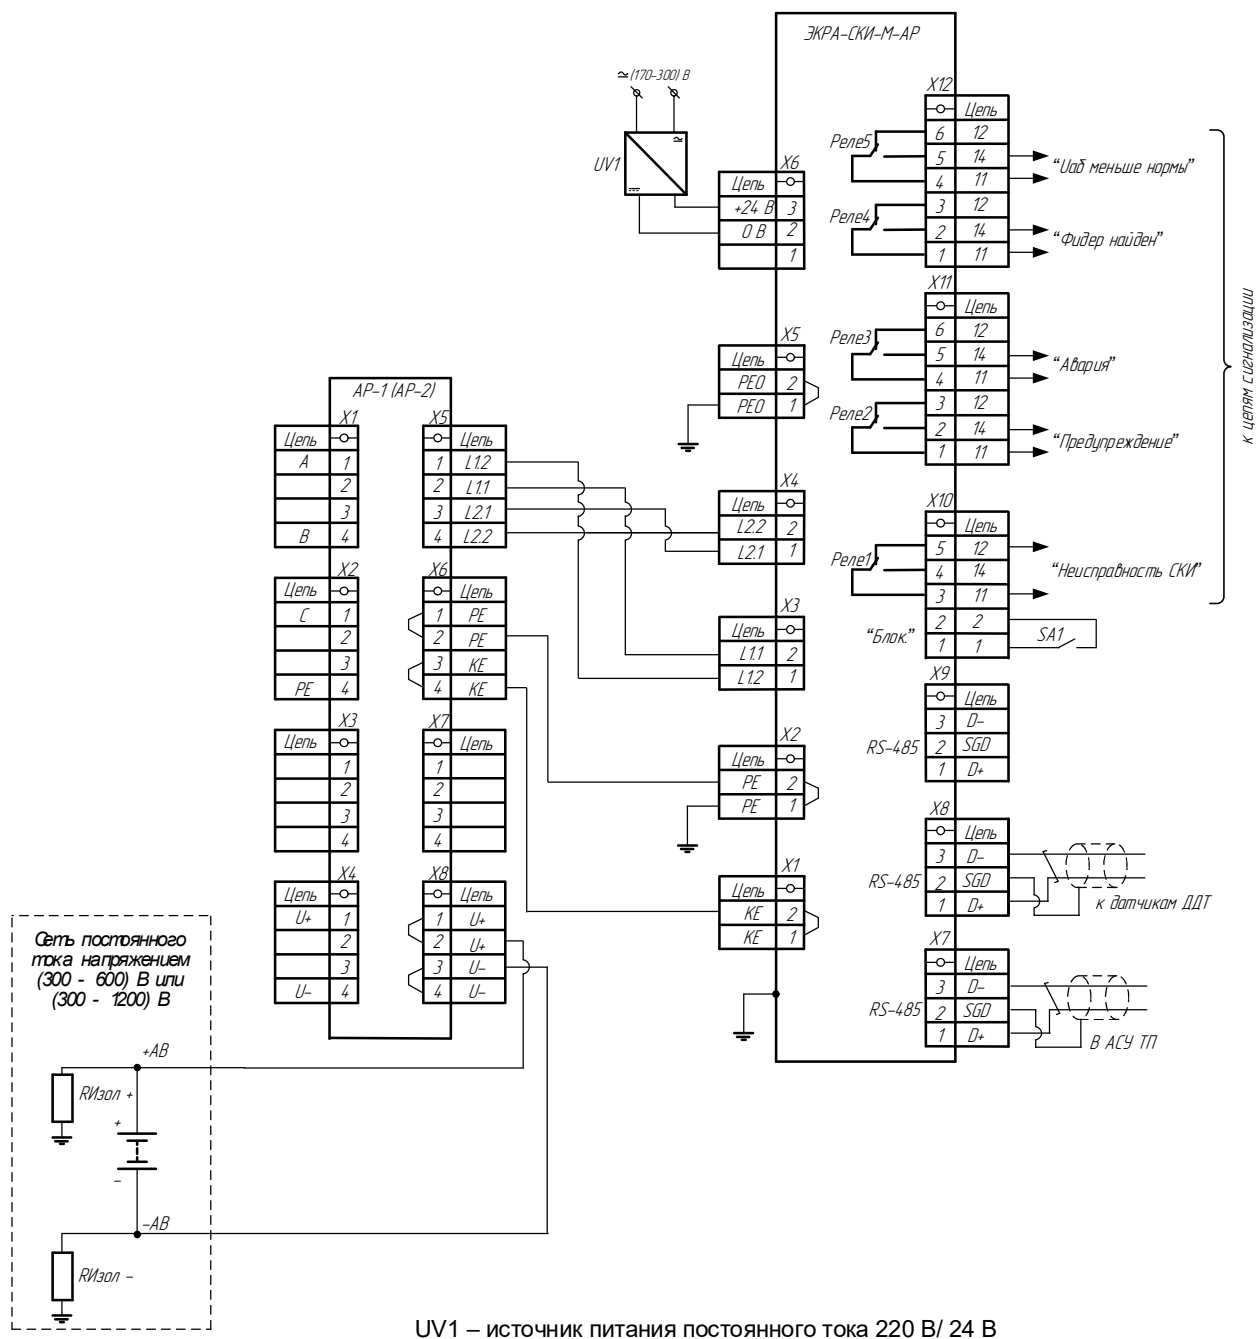 ЭКРА-СКИ-М-АР
≃ (170-300) В
UV1
X6
Цепь
+24 В 3
0 В 2
1
X5
Цепь
PE0 2
PE0 1
X4
Цепь
L2.2 2
L2.1 1
X3
Цепь
L1.1 2
L1.2 1
X2
Цепь
PE 2
PE 1
X1
Цепь
KE 2
KE 1
X12
Цепь
Реле5
6 12
5 14
4 11
"Uаб меньше нормы"
Реле4
3 12
2 14
1 11
"Фидер найден"
X11
Цепь
Реле3
6 12
5 14
4 11
"Авария"
Реле2
3 12
2 14
1 11
"Предупреждение"
X10
Цепь
Реле1
5 12
4 14
3 11
"Неисправность СКИ"
"Блок."
2 2
1 1
SA1
к цепям сигнализации
X9
Цепь
RS-485
3 D-
2 SGD
1 D+
X8
Цепь
RS-485
3 D-
2 SGD
1 D+
к датчикам ДДТ
X7
Цепь
RS-485
3 D-
2 SGD
1 D+
В АСУ ТП
АР-1 (АР-2)
X1
Цепь
A 1
2
3
B 4
X2
Цепь
C 1
2
3
PE 4
X3
Цепь
1
2
3
4
X4
Цепь
U+ 1
2
3
U- 4
X5
Цепь
1 L1.2
2 L1.1
3 L2.1
4 L2.2
X6
Цепь
1 PE
2 PE
3 KE
4 KE
X7
Цепь
1
2
3
4
X8
Цепь
1 U+
2 U+
3 U-
4 U-
Сеть постоянного
тока напряжением
(300 - 600) В или
(300 - 1200) В
+АВ
RИзол +
+
-
-АВ
RИзол -
UV1 – источник питания постоянного тока 220 В/ 24 В